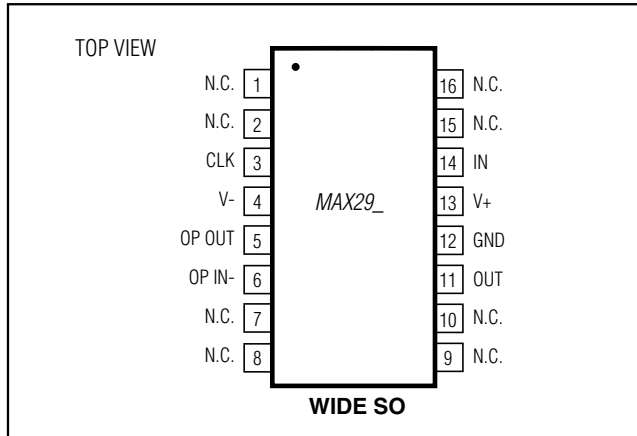 TOP VIEW
N.C. 1 16 N.C.
N.C. 2 15 N.C.
CLK 3 14 IN
V- 4 MAX29_ 13 V+
OP OUT 5 12 GND
OP IN- 6 11 OUT
N.C. 7 10 N.C.
N.C. 8 9 N.C.
WIDE SO